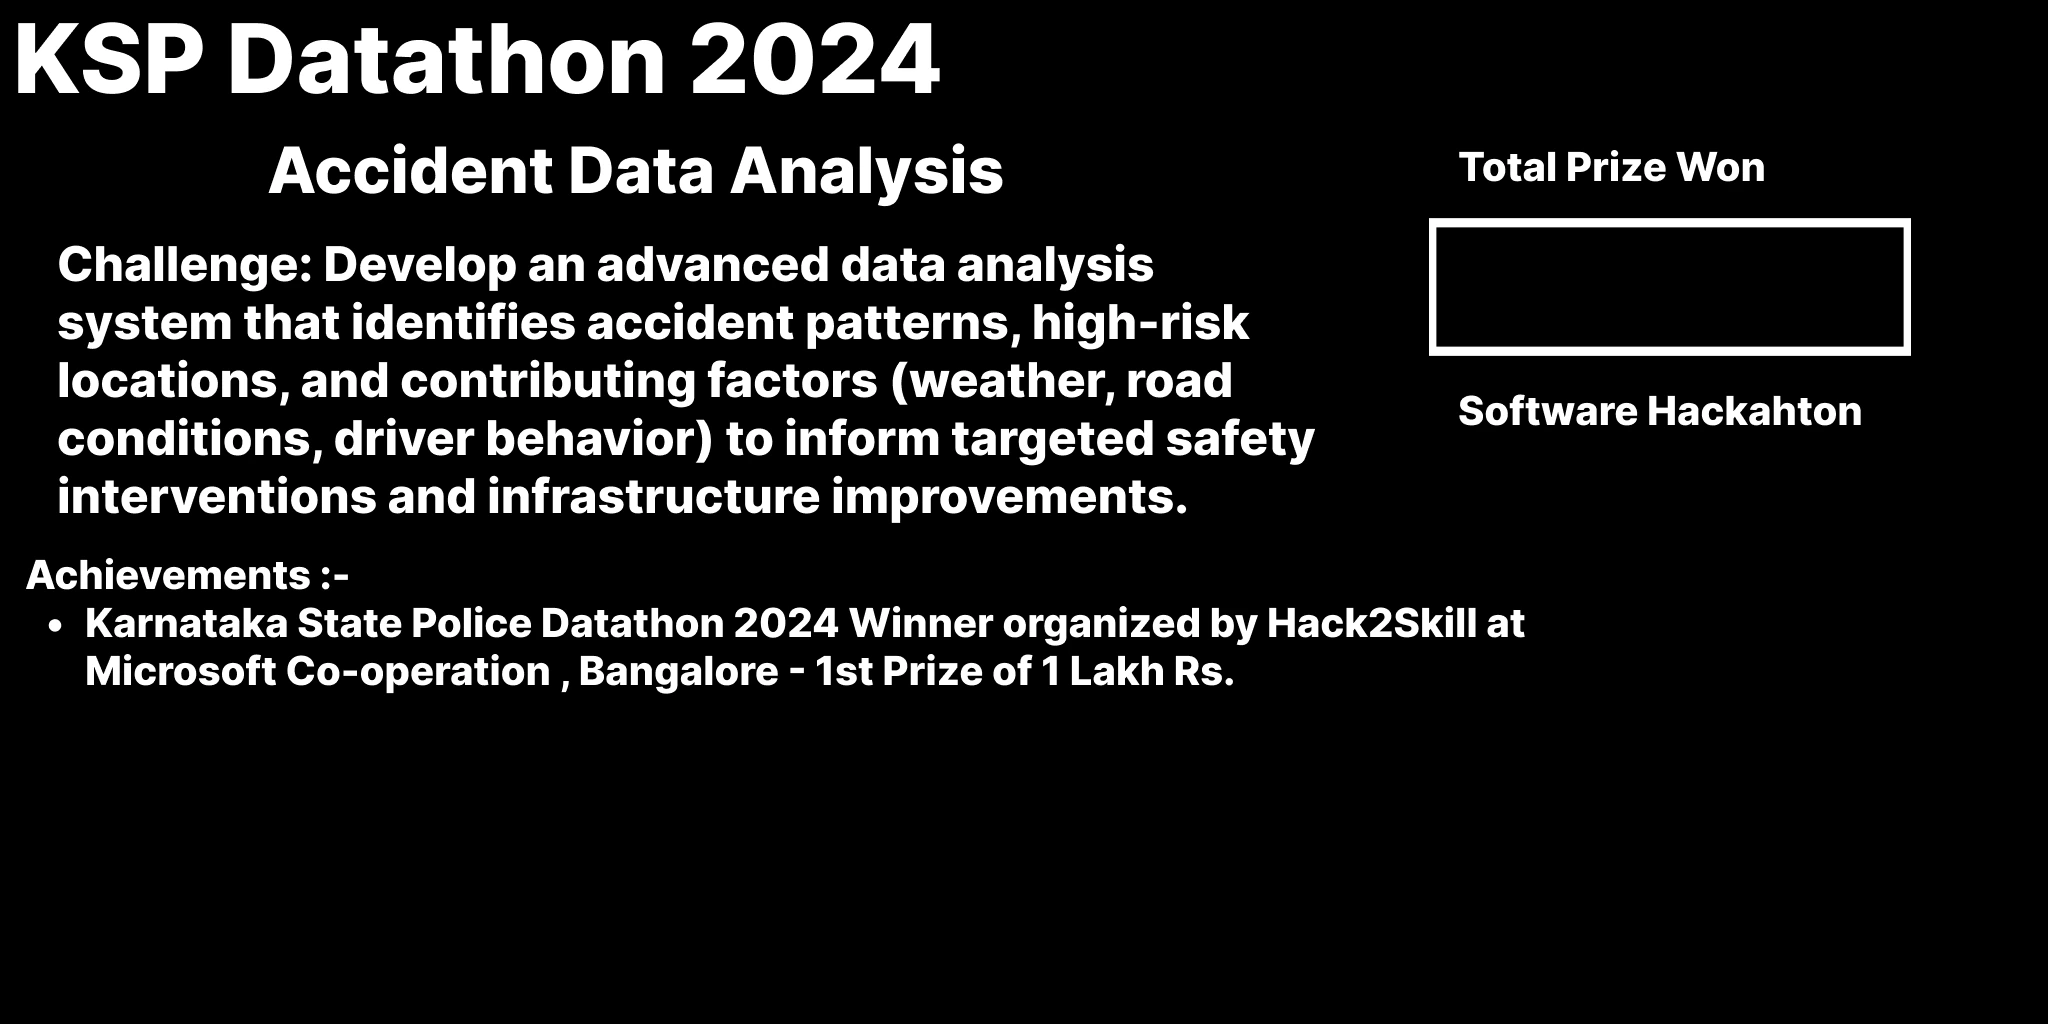 KSP Datathon 2024
Accident Data Analysis
Challenge: Develop an advanced data analysis
system that identifies accident patterns, high-risk
locations, and contributing factors (weather, road
conditions, driver behavior) to inform targeted safety
interventions and infrastructure improvements.
Total Prize Won
Software Hackahton
Achievements :-
• Karnataka State Police Datathon 2024 Winner organized by Hack2Skill at
Microsoft Co-operation , Bangalore - 1st Prize of 1 Lakh Rs.